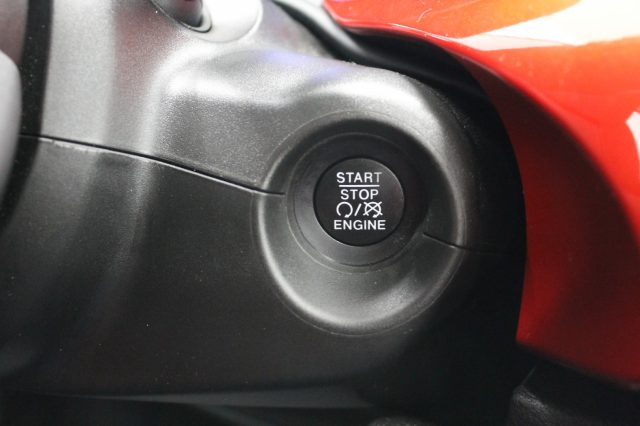 START
STOP
/
ENGINE